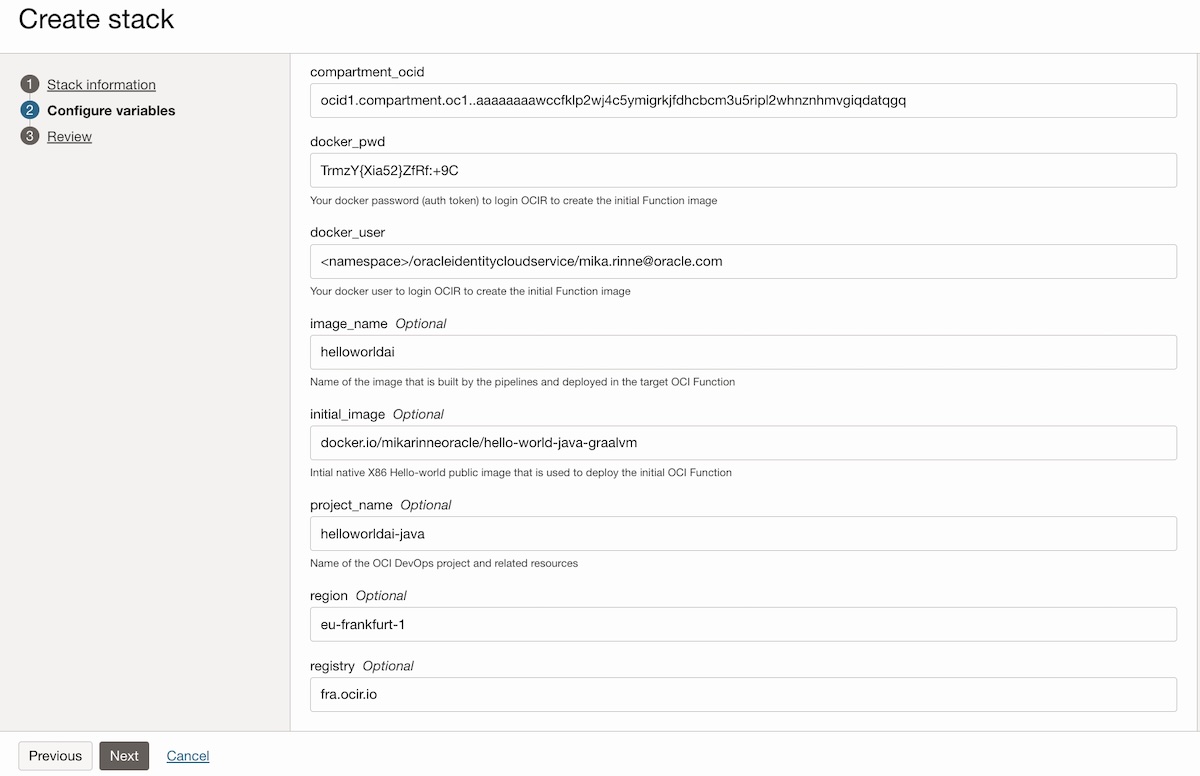 Create stack
1 Stack information
2 Configure variables
3 Review
compartment_ocid
ocid1.compartment.oc1..aaaaaaaawccfklp2wj4c5ymigrkjfdhcbcm3u5ripl2whnznhmvgiqdatqgq
docker_pwd
TrmzY{Xia52}ZfRf:+9C
Your docker password (auth token) to login OCIR to create the initial Function image
docker_user
<namespace>/oracleidentitycloudservice/mika.rinne@oracle.com
Your docker user to login OCIR to create the initial Function image
image_name Optional
helloworldai
Name of the image that is built by the pipelines and deployed in the target OCI Function
initial_image Optional
docker.io/mikarinneoracle/hello-world-java-graalvm
Intial native X86 Hello-world public image that is used to deploy the initial OCI Function
project_name Optional
helloworldai-java
Name of the OCI DevOps project and related resources
region Optional
eu-frankfurt-1
registry Optional
fra.ocir.io
Previous Next Cancel